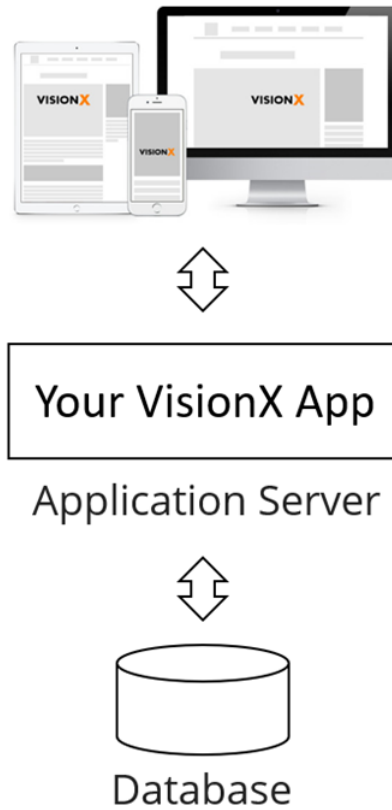 VISIONX
VISIONX
VISIONX
Your VisionX App
Application Server
Database